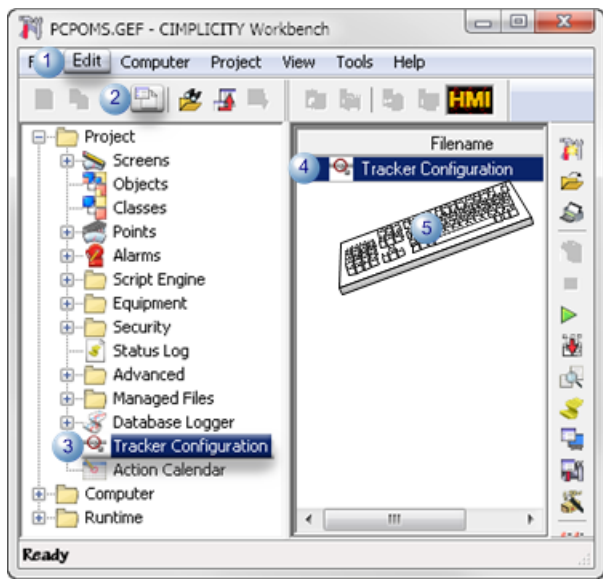 PCPOMS.GEF - CIMPLICITY Workbench
F 1 Edit Computer Project View Tools Help
2 HMI
Project
Screens
Objects
Classes
Points
Alarms
Script Engine
Equipment
Security
Status Log
Advanced
Managed Files
Database Logger
3 Tracker Configuration
Action Calendar
Computer
Runtime
Filename
4 Tracker Configuration
5
Ready